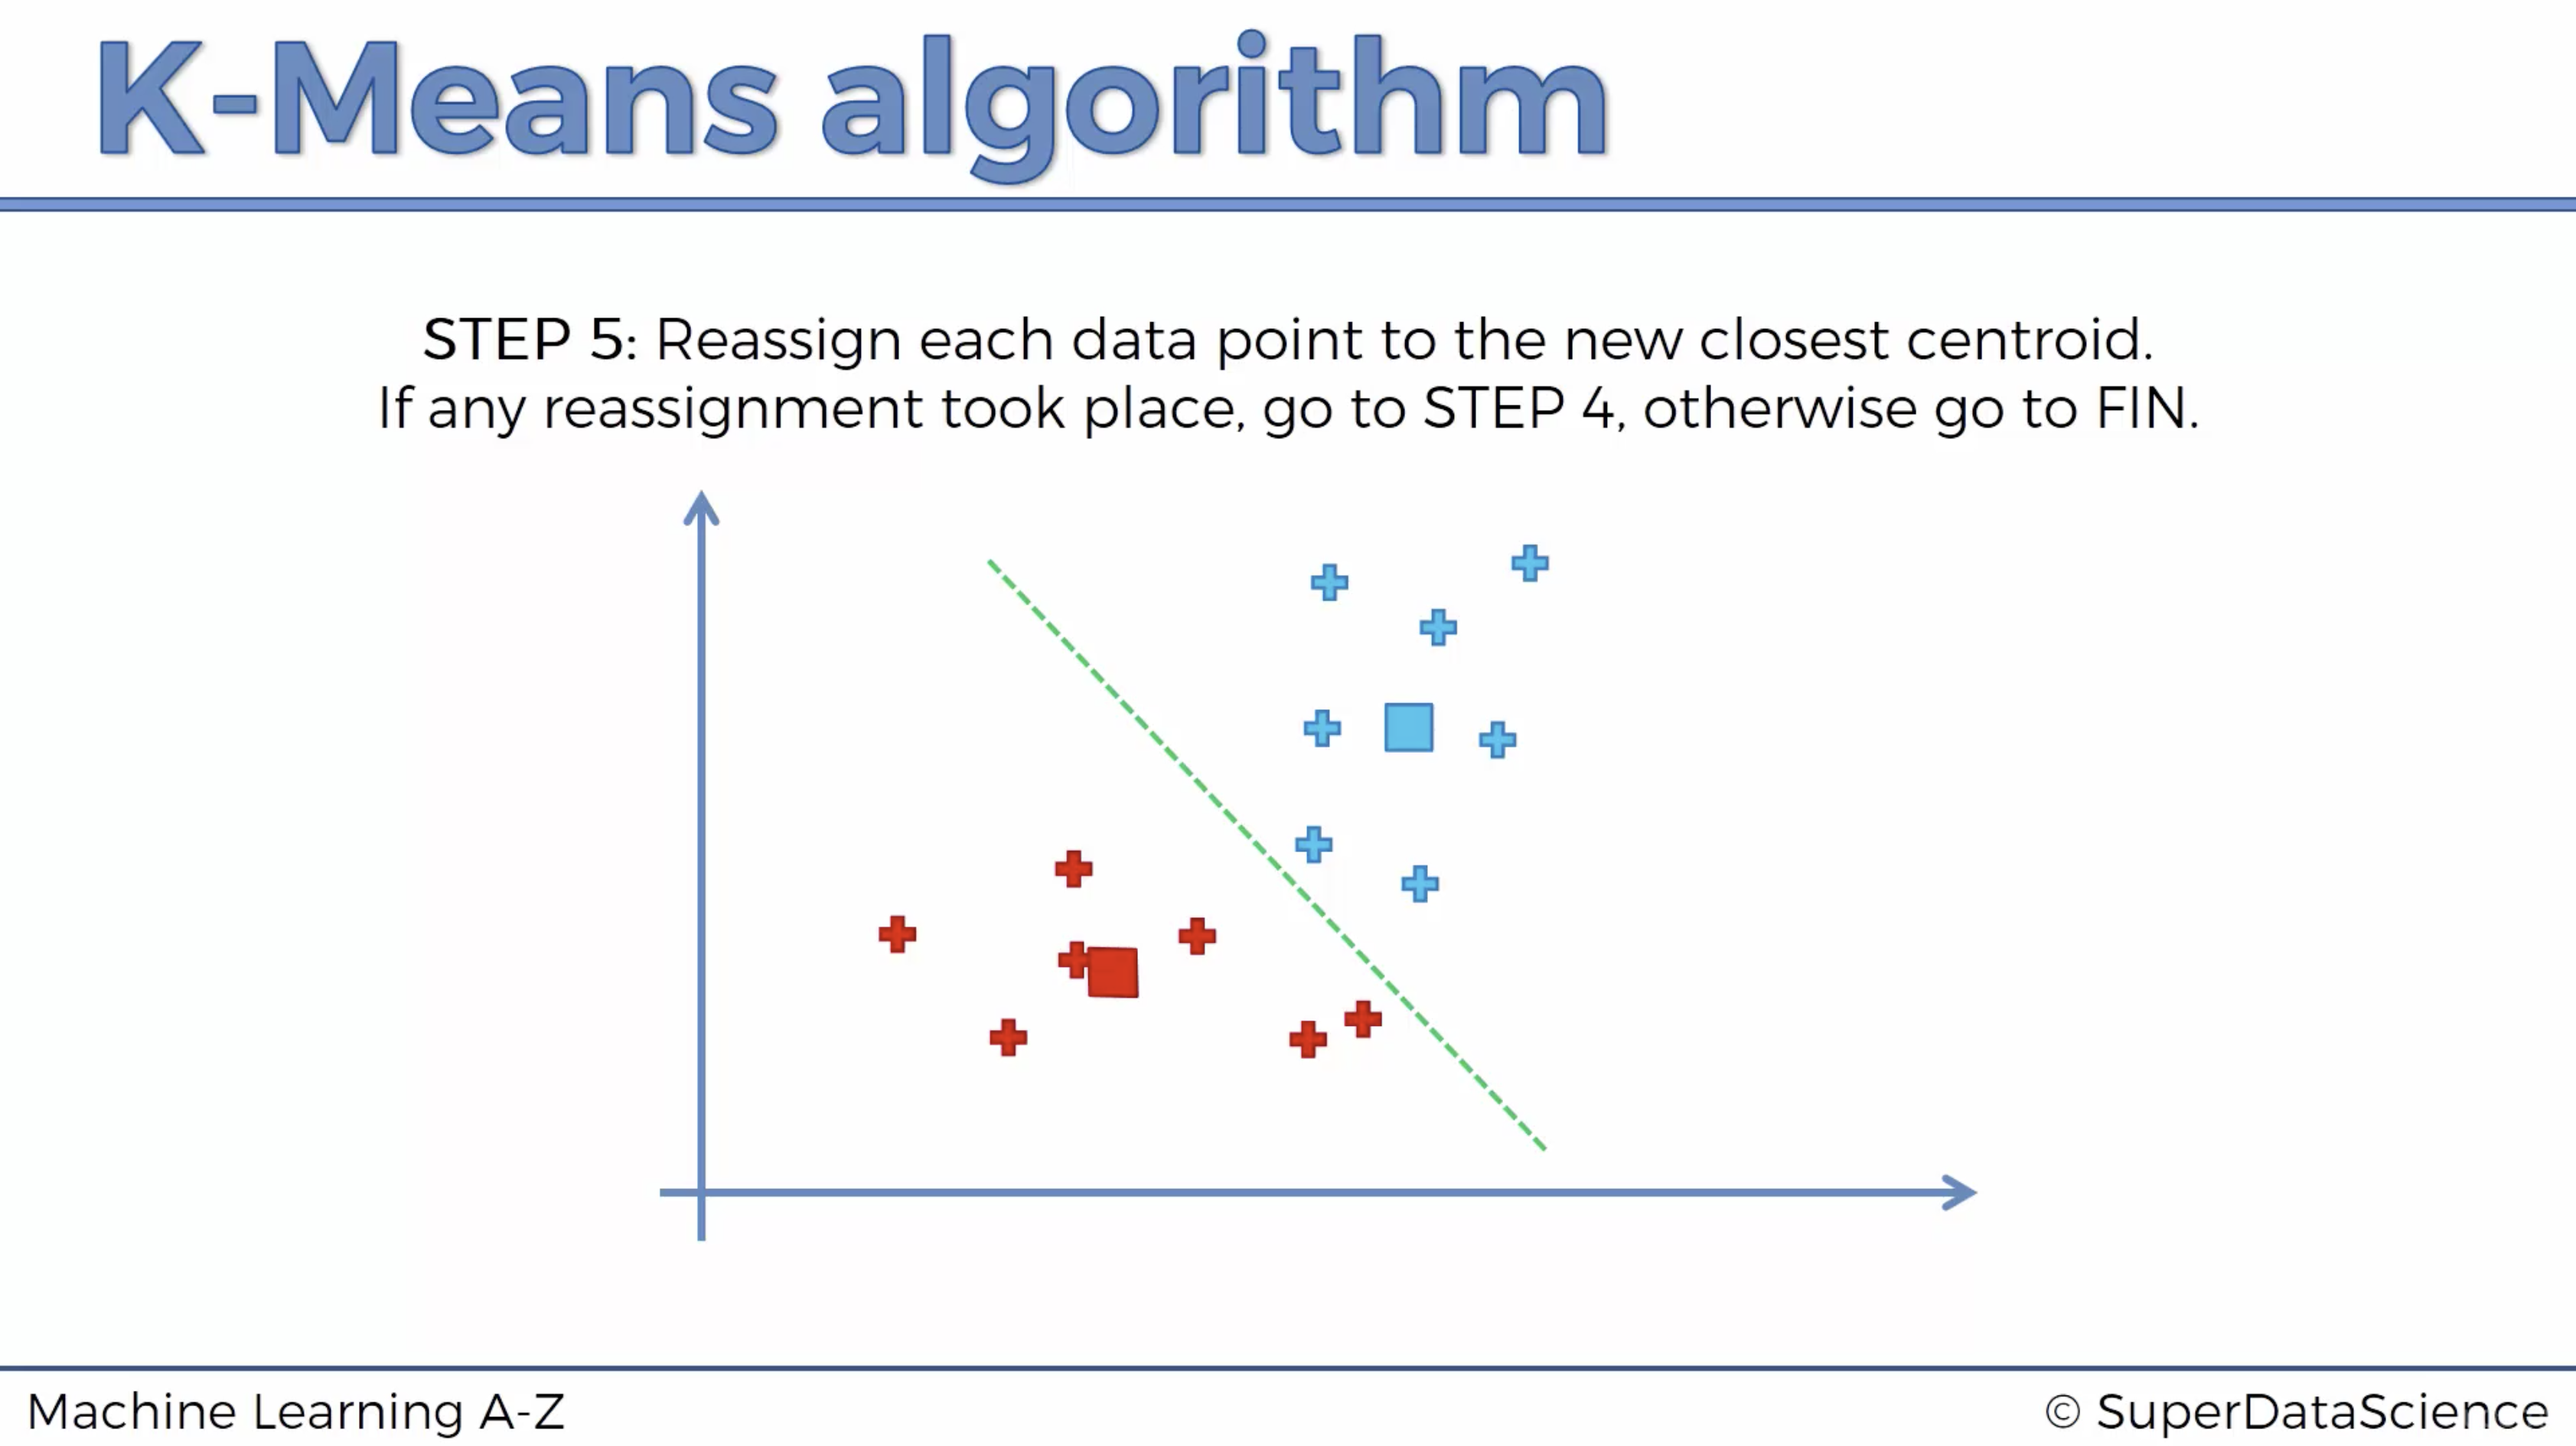 K-Means algorithm
STEP 5: Reassign each data point to the new closest centroid.
If any reassignment took place, go to STEP 4, otherwise go to FIN.
Machine Learning A-Z
© SuperDataScience